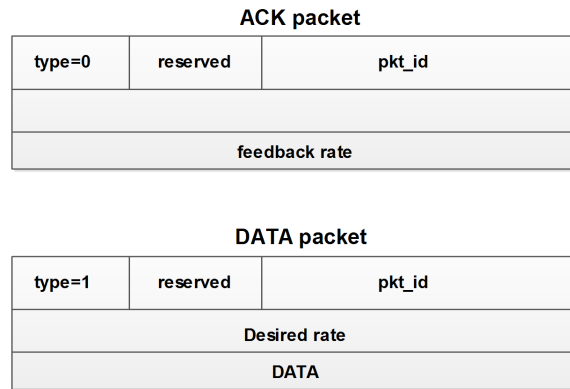 ACK packet
type=0 reserved pkt_id
feedback rate
DATA packet
type=1 reserved pkt_id
Desired rate
DATA